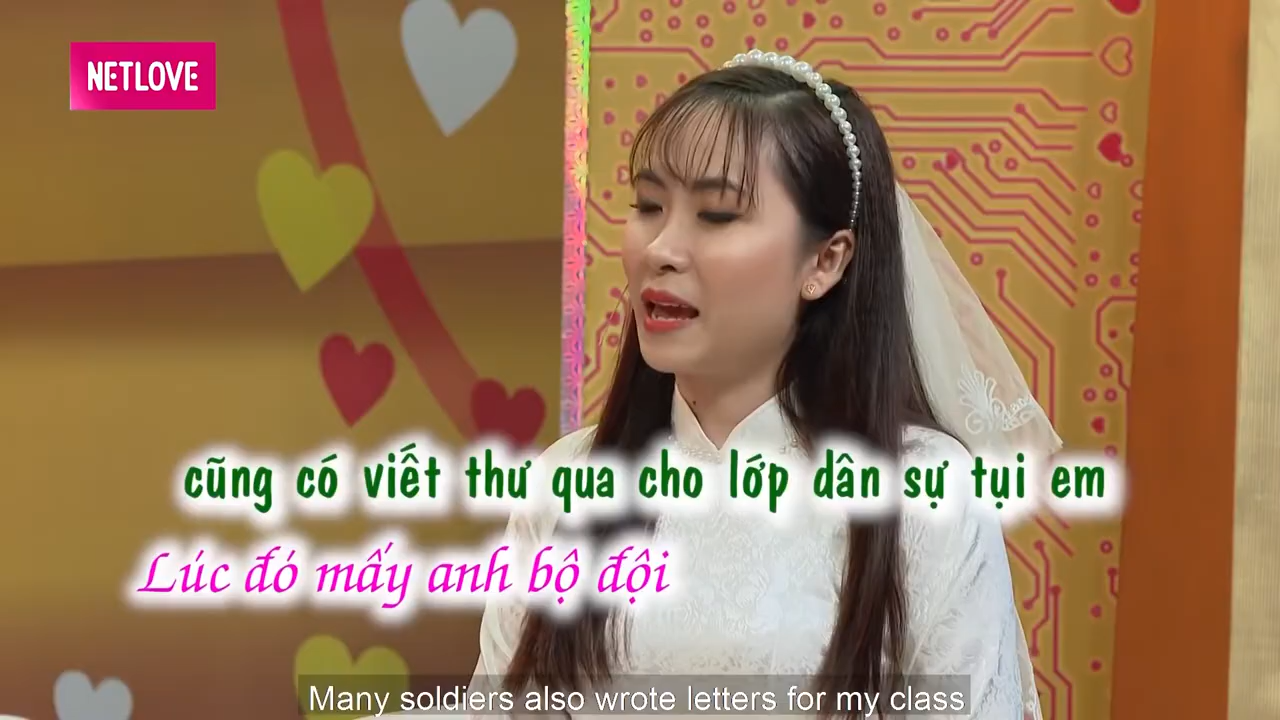 NETLOVE
cũng có viết thư qua cho lớp dân sự tụi em
Lúc đó mấy anh bộ đội
Many soldiers also wrote letters for my class